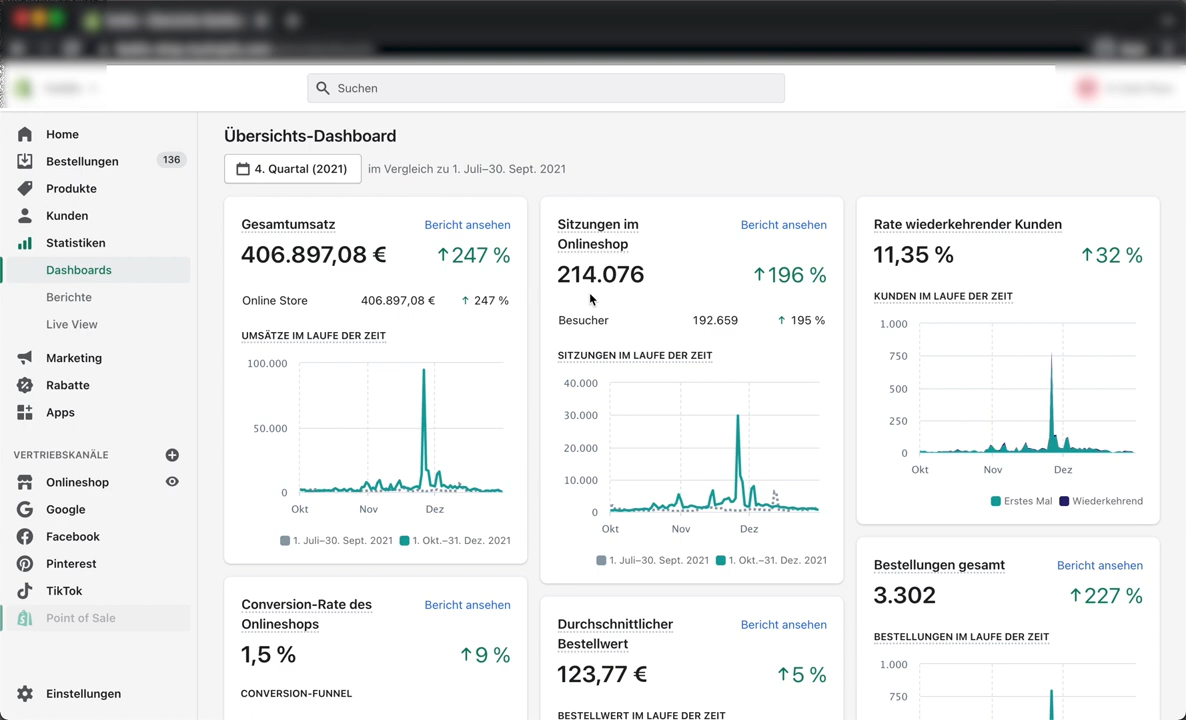 Suchen
Home
Bestellungen 136
Produkte
Kunden
Statistiken
Dashboards
Berichte
Live View
Marketing
Rabatte
Apps
VERTRIEBSKANÄLE
Onlineshop
Google
Facebook
Pinterest
TikTok
Point of Sale
Einstellungen
Übersichts-Dashboard
4. Quartal (2021) im Vergleich zu 1. Juli–30. Sept. 2021
Gesamtumsatz Bericht ansehen
406.897,08 € ↑247 %
Online Store 406.897,08 € ↑ 247 %
UMSÄTZE IM LAUFE DER ZEIT
100.000
50.000
0
Okt Nov Dez
1. Juli–30. Sept. 2021 1. Okt.–31. Dez. 2021
Sitzungen im Bericht ansehen
Onlineshop
214.076 ↑196 %
Besucher 192.659 ↑ 195 %
SITZUNGEN IM LAUFE DER ZEIT
40.000
30.000
20.000
10.000
0
Okt Nov Dez
1. Juli–30. Sept. 2021 1. Okt.–31. Dez. 2021
Rate wiederkehrender Kunden
11,35 % ↑32 %
KUNDEN IM LAUFE DER ZEIT
1.000
750
500
250
0
Okt Nov Dez
Erstes Mal Wiederkehrend
Conversion-Rate des Bericht ansehen
Onlineshops
1,5 % ↑9 %
CONVERSION-FUNNEL
Durchschnittlicher Bericht ansehen
Bestellwert
123,77 € ↑5 %
BESTELLWERT IM LAUFE DER ZEIT
Bestellungen gesamt Bericht ansehen
3.302 ↑227 %
BESTELLUNGEN IM LAUFE DER ZEIT
1.000
750